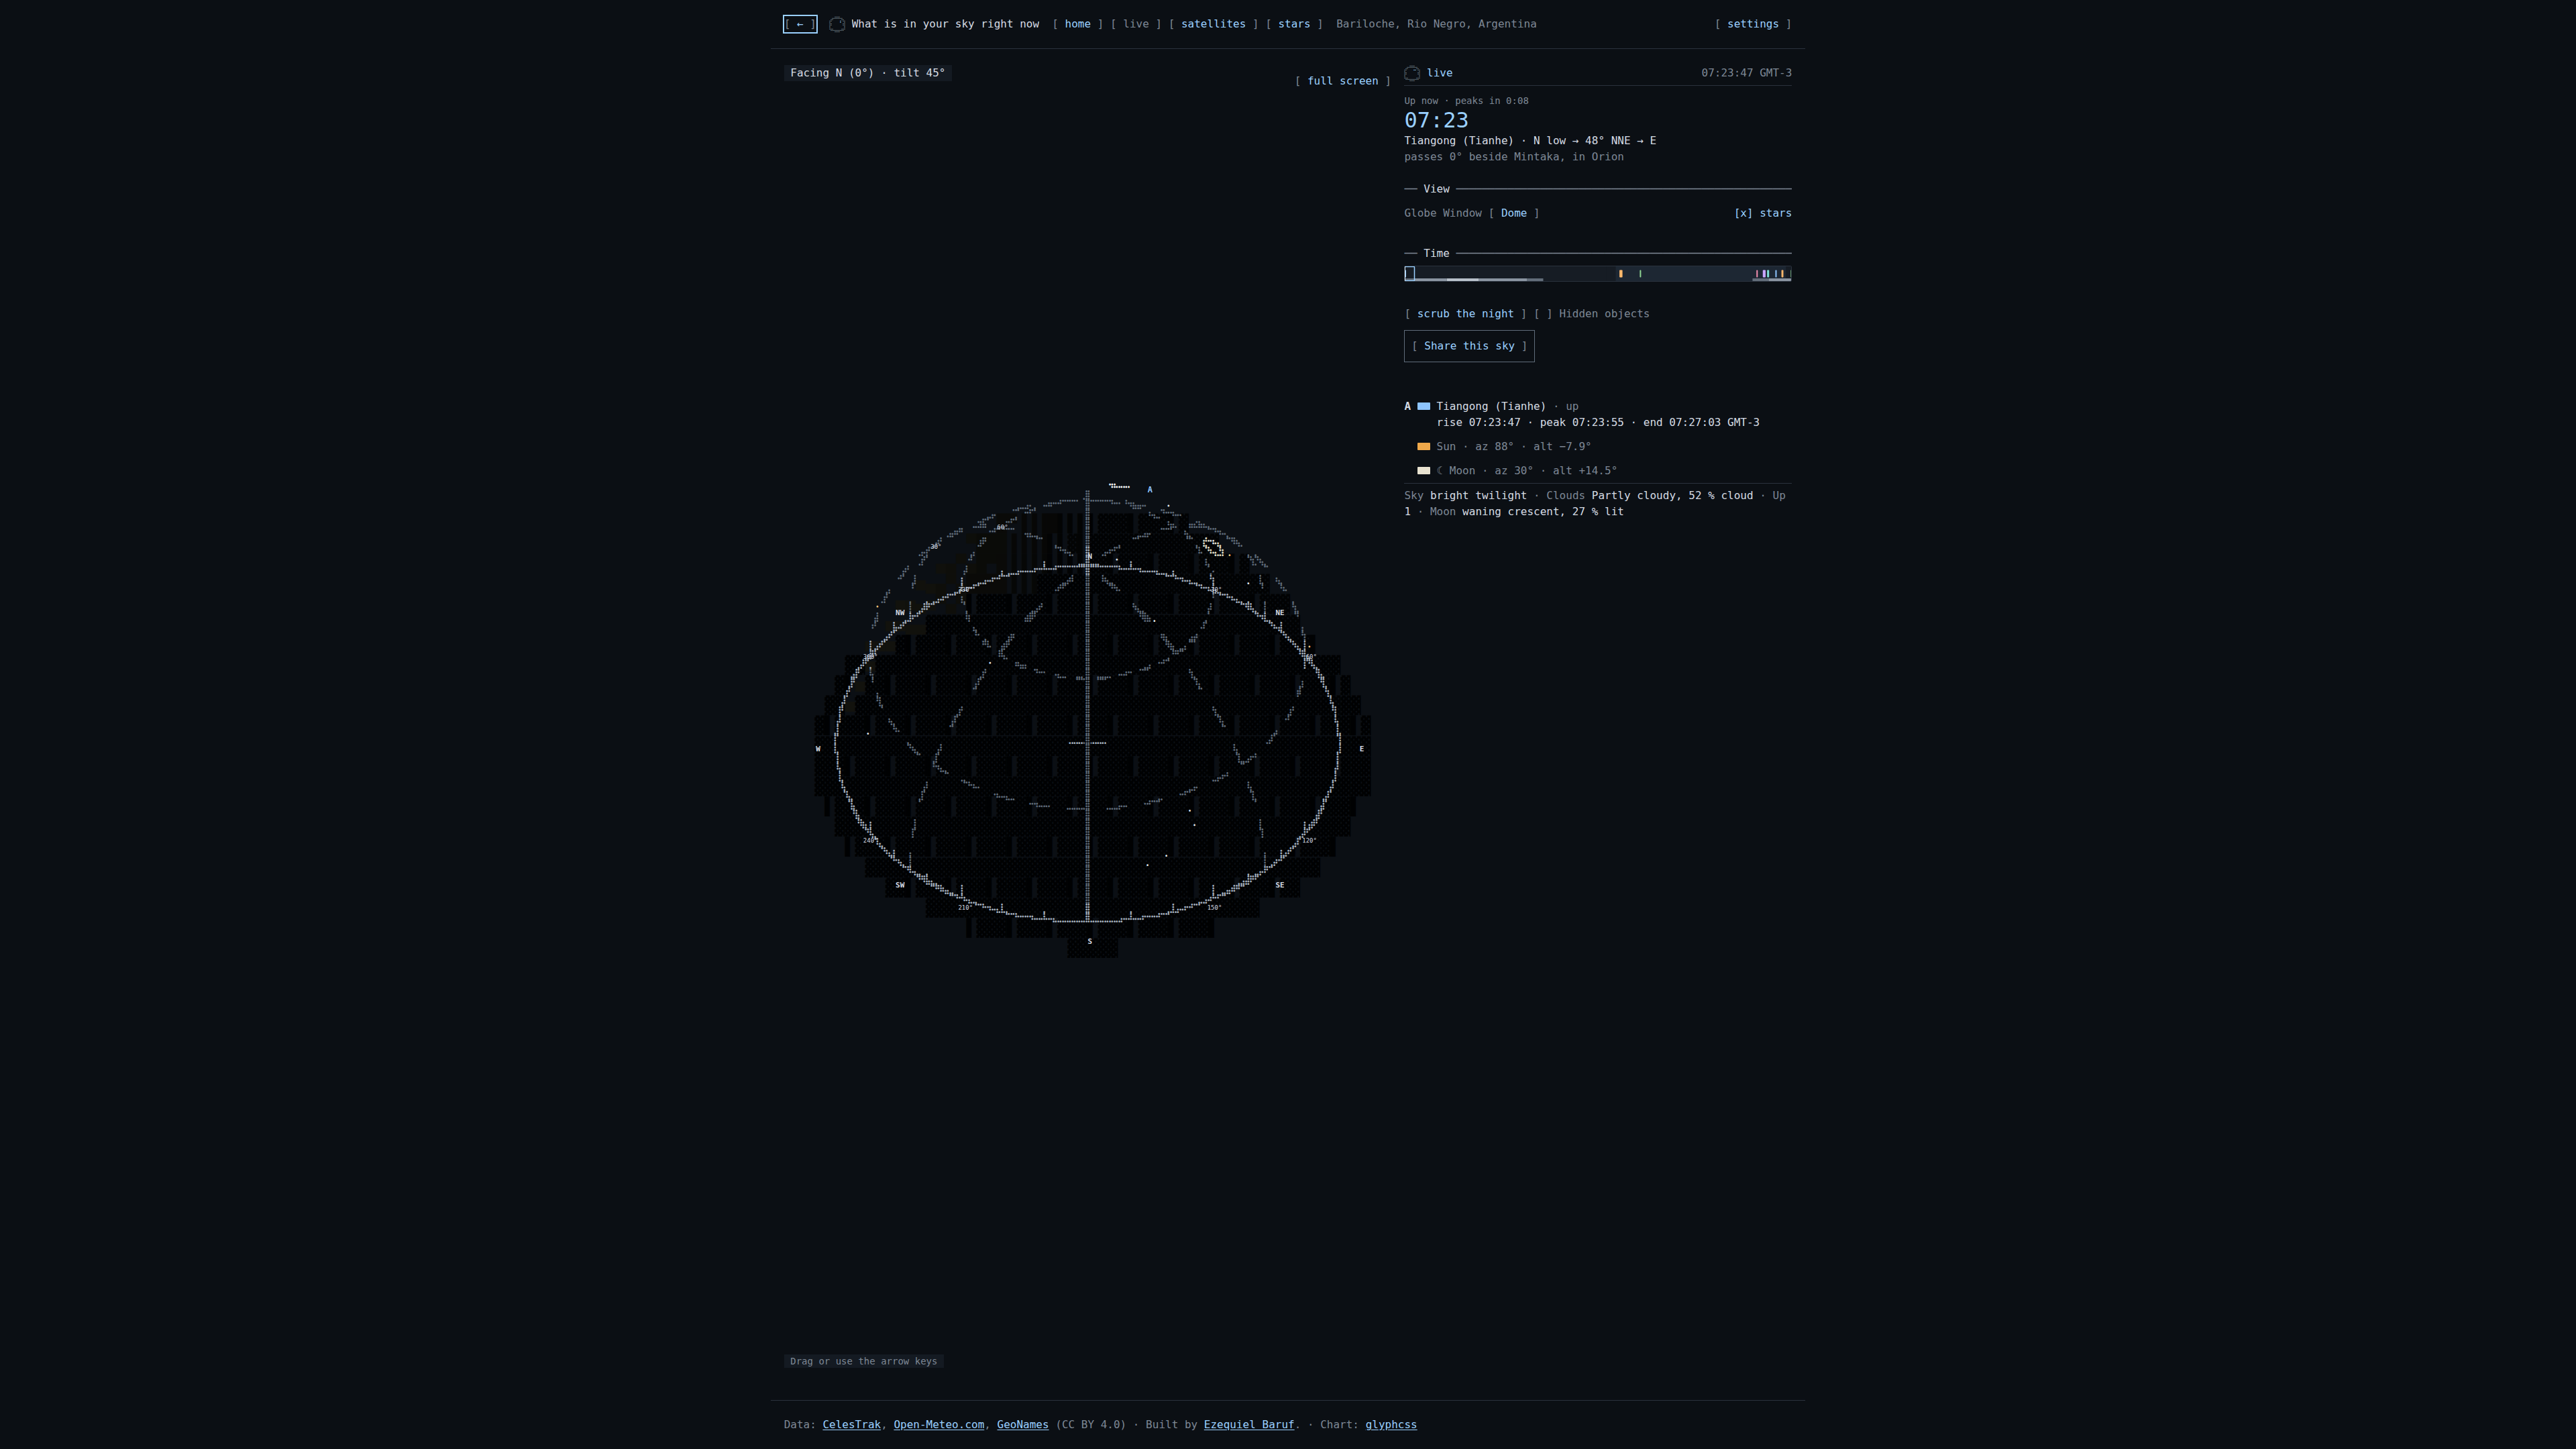 [ ← ] What is in your sky right now [ home ] [ live ] [ satellites ] [ stars ] Bariloche, Rio Negro, Argentina [ settings ]
Facing N (0°) · tilt 45°
[ full screen ]
live 07:23:47 GMT-3
Up now · peaks in 0:08
07:23
Tiangong (Tianhe) · N low → 48° NNE → E
passes 0° beside Mintaka, in Orion
View
Globe Window [ Dome ] [x] stars
Time
[ scrub the night ] [ ] Hidden objects
[ Share this sky ]
A Tiangong (Tianhe) · up
rise 07:23:47 · peak 07:23:55 · end 07:27:03 GMT-3
Sun · az 88° · alt −7.9°
☾ Moon · az 30° · alt +14.5°
Sky bright twilight · Clouds Partly cloudy, 52 % cloud · Up
1 · Moon waning crescent, 27 % lit
A
60°
30°
N
NW
NE
W
E
240°
120°
SW
SE
210°
150°
S
Drag or use the arrow keys
Data: CelesTrak, Open-Meteo.com, GeoNames (CC BY 4.0) · Built by Ezequiel Baruf. · Chart: glyphcss